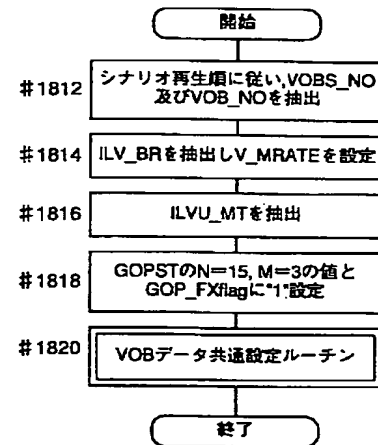 開始
#1812
シナリオ再生順に従い,VOBS_NO
及びVOB_NOを抽出
#1814
ILV_BRを抽出しV_MRATEを設定
#1816
ILVU_MTを抽出
#1818
GOPSTのN=15, M=3の値と
GOP_FXflagに"1"設定
#1820
VOBデータ共通設定ルーチン
終了